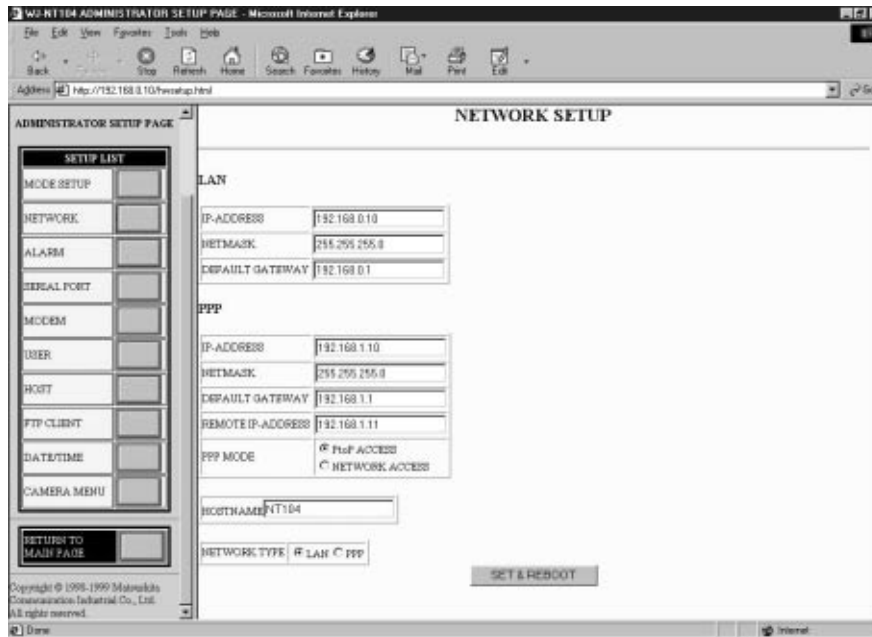 WJ-NT104 ADMINISTRATOR SETUP PAGE - Microsoft Internet Explorer
File Edit View Favorites Tools Help
Back Stop Refresh Home Search Favorites History Mail Print Edit
Address http://192.168.0.10/hwsetup.html Go
ADMINISTRATOR SETUP PAGE
SETUP LIST
MODE SETUP
NETWORK
ALARM
SERIAL PORT
MODEM
USER
HOST
FTP CLIENT
DATE/TIME
CAMERA MENU
RETURN TO
MAIN PAGE
Copyright © 1998-1999 Matsushita
Communication Industrial Co., Ltd.
All rights reserved.
NETWORK SETUP
LAN
IP-ADDRESS 192.168.0.10
NETMASK 255.255.255.0
DEFAULT GATEWAY 192.168.0.1
PPP
IP-ADDRESS 192.168.1.10
NETMASK 255.255.255.0
DEFAULT GATEWAY 192.168.1.1
REMOTE IP-ADDRESS 192.168.1.11
PPP MODE PtoP ACCESS
NETWORK ACCESS
HOSTNAME NT104
NETWORK TYPE LAN PPP
SET & REBOOT
Done Internet